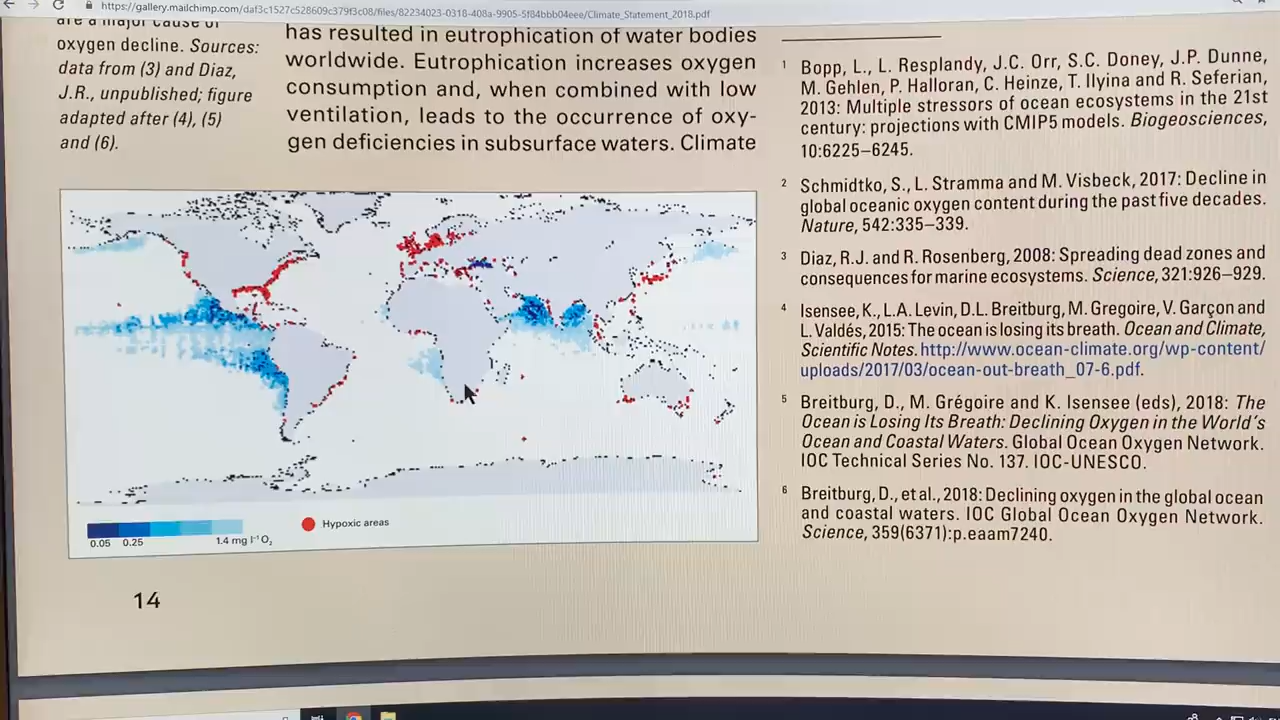 https://gallery.mailchimp.com/daf3c1527c528609c379f3c08/files/82234023-0318-408a-9905-5f84bbb04eee/Climate_Statement_2018.pdf
are a major cause of
oxygen decline. Sources:
data from (3) and Diaz,
J.R., unpublished; figure
adapted after (4), (5)
and (6).
has resulted in eutrophication of water bodies
worldwide. Eutrophication increases oxygen
consumption and, when combined with low
ventilation, leads to the occurrence of oxy-
gen deficiencies in subsurface waters. Climate
0.05 0.25 1.4 mg l⁻¹ O₂
Hypoxic areas
14
1 Bopp, L., L. Resplandy, J.C. Orr, S.C. Doney, J.P. Dunne,
M. Gehlen, P. Halloran, C. Heinze, T. Ilyina and R. Seferian,
2013: Multiple stressors of ocean ecosystems in the 21st
century: projections with CMIP5 models. Biogeosciences,
10:6225–6245.
2 Schmidtko, S., L. Stramma and M. Visbeck, 2017: Decline in
global oceanic oxygen content during the past five decades.
Nature, 542:335–339.
3 Diaz, R.J. and R. Rosenberg, 2008: Spreading dead zones and
consequences for marine ecosystems. Science, 321:926–929.
4 Isensee, K., L.A. Levin, D.L. Breitburg, M. Gregoire, V. Garçon and
L. Valdés, 2015: The ocean is losing its breath. Ocean and Climate,
Scientific Notes. http://www.ocean-climate.org/wp-content/
uploads/2017/03/ocean-out-breath_07-6.pdf.
5 Breitburg, D., M. Grégoire and K. Isensee (eds), 2018: The
Ocean is Losing Its Breath: Declining Oxygen in the World's
Ocean and Coastal Waters. Global Ocean Oxygen Network.
IOC Technical Series No. 137. IOC-UNESCO.
6 Breitburg, D., et al., 2018: Declining oxygen in the global ocean
and coastal waters. IOC Global Ocean Oxygen Network.
Science, 359(6371):p.eaam7240.